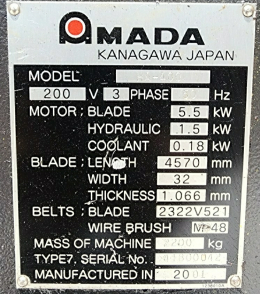 AMADA
KANAGAWA JAPAN
MODEL
200 V 3 PHASE Hz
MOTOR: BLADE 5.5 kW
HYDRAULIC 1.5 kW
COOLANT 0.18 kW
BLADE: LENGTH 4570 mm
WIDTH 32 mm
THICKNESS 1.066 mm
BELTS: BLADE 2322V521
WIRE BRUSH M-48
MASS OF MACHINE kg
TYPE7. SERIAL No.
MANUFACTURED IN